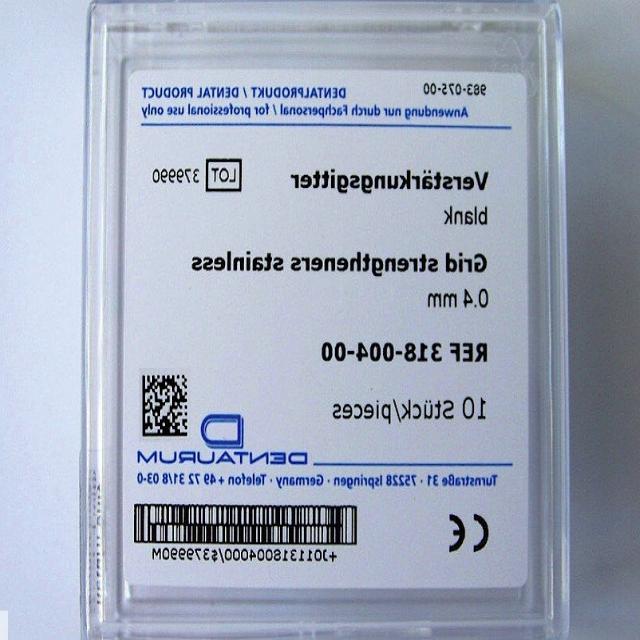 983-075-00
DENTALPRODUKT / DENTAL PRODUCT
Anwendung nur durch Fachpersonal / for professional use only
Verstärkungsgitter LOT 379990
blank
Grid strengtheners stainless
0.4 mm
REF 318-004-00
10 Stück/pieces
DENTAURUM
Turnstraße 31 · 75228 Ispringen · Germany · Telefon + 49 72 31/8 03-0
CE
+J011318004000/$379990M